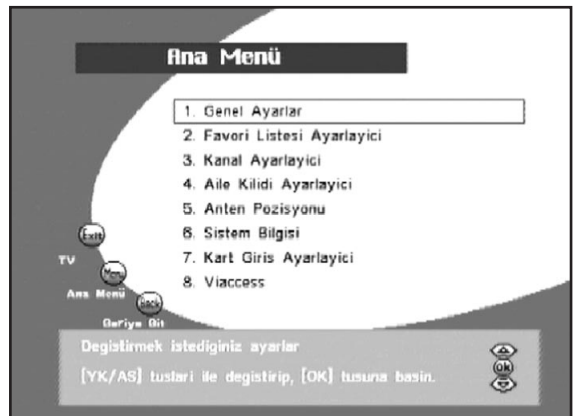 Ana Menü
1. Genel Ayarlar
2. Favori Listesi Ayarlayici
3. Kanal Ayarlayici
4. Aile Kilidi Ayarlayici
5. Anten Pozisyonu
6. Sistem Bilgisi
7. Kart Giris Ayarlayici
8. Viaccess
Exit
TV
Menu
Ana Menü
Back
Geriye Git
Degistirmek istediginiz ayarlar
[YK/AS] tuslari ile degistirip, [OK] tusuna basin.
Ok